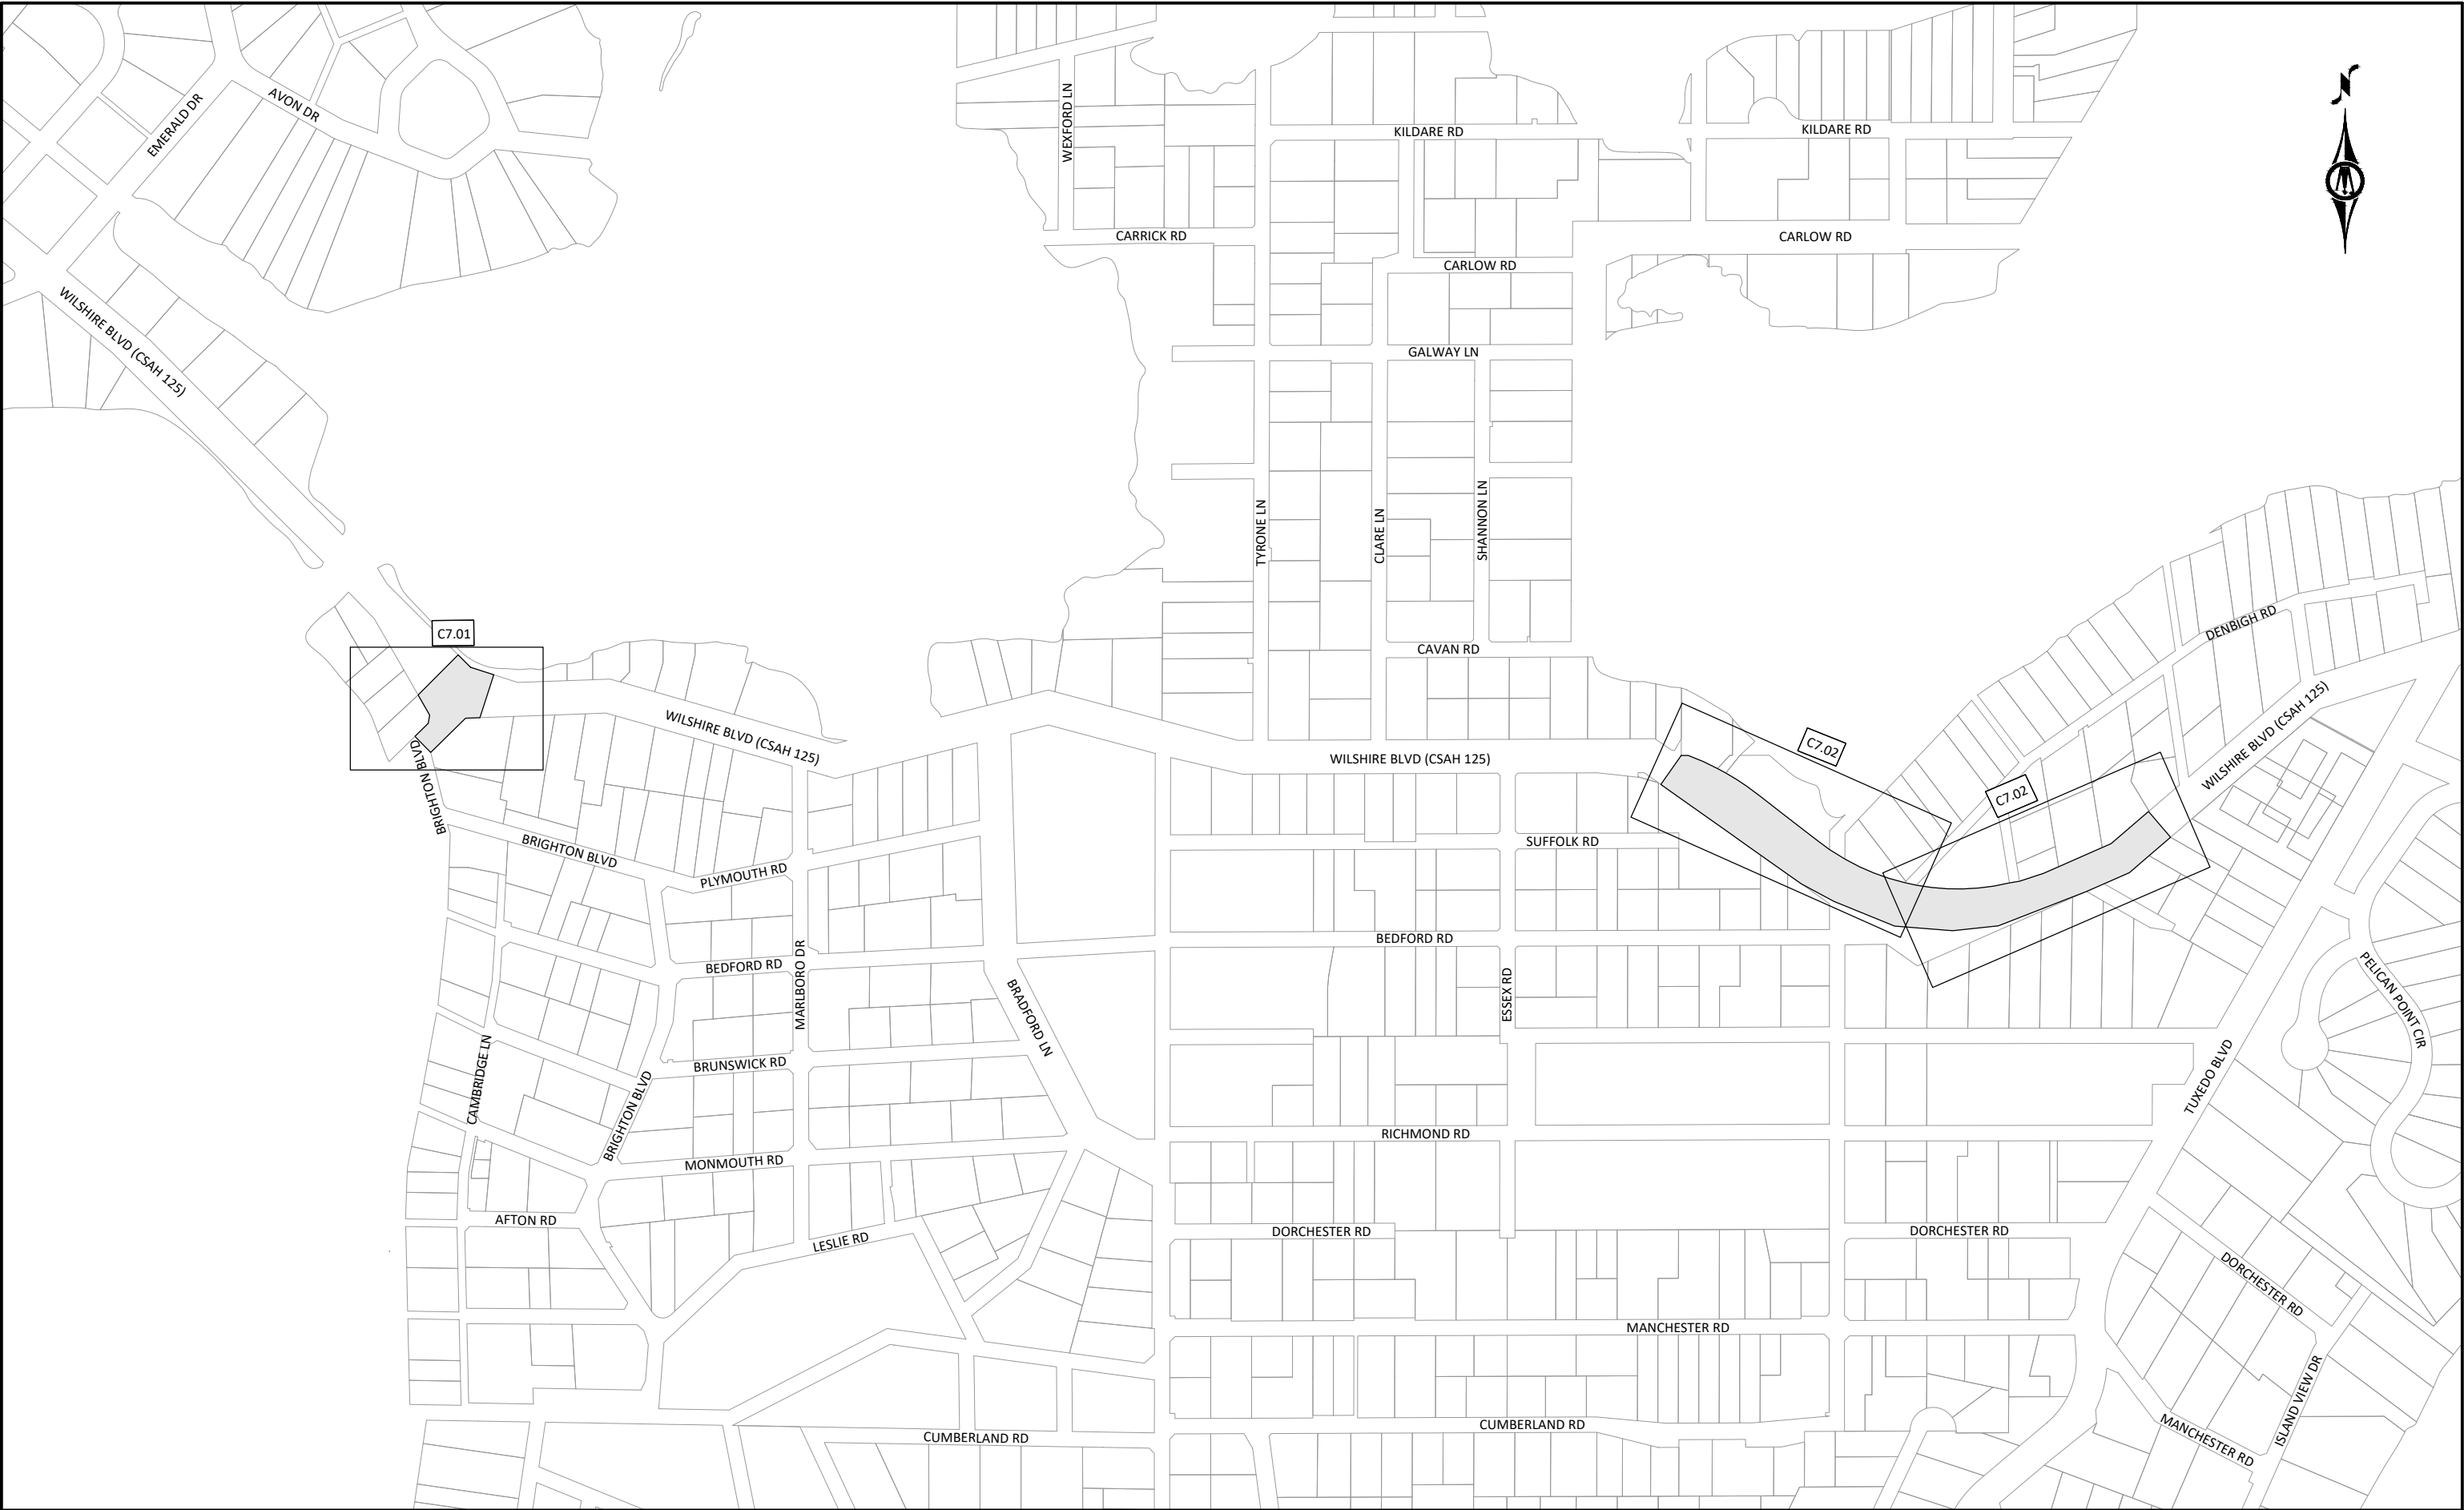 AVON DR
EMERALD DR
WEXFORD LN
KILDARE RD
KILDARE RD
N
CARRICK RD
CARLOW RD
CARLOW RD
WILSHIRE BLVD (CSAH 125)
GALWAY LN
TYRONE LN
CLARE LN
SHANNON LN
DENBIGH RD
C7.01
CAVAN RD
WILSHIRE BLVD (CSAH 125)
WILSHIRE BLVD (CSAH 125)
WILSHIRE BLVD (CSAH 125)
C7.02
C7.02
BRIGHTON BLVD
BRIGHTON BLVD
SUFFOLK RD
PLYMOUTH RD
BEDFORD RD
BEDFORD RD
MARLBORO DR
BRADFORD LN
ESSEX RD
PELICAN POINT CIR
CAMBRIDGE LN
BRUNSWICK RD
BRIGHTON BLVD
TUXEDO BLVD
RICHMOND RD
MONMOUTH RD
AFTON RD
LESLIE RD
DORCHESTER RD
DORCHESTER RD
DORCHESTER RD
MANCHESTER RD
ISLAND VIEW DR
CUMBERLAND RD
CUMBERLAND RD
MANCHESTER RD